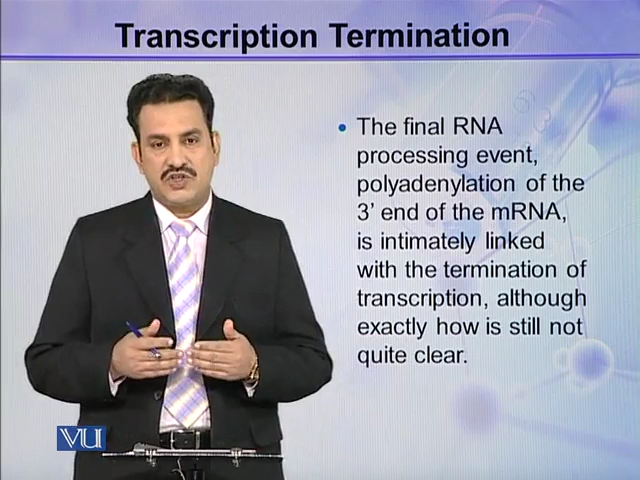 Transcription Termination
• The final RNA
processing event,
polyadenylation of the
3’ end of the mRNA,
is intimately linked
with the termination of
transcription, although
exactly how is still not
quite clear.
VU